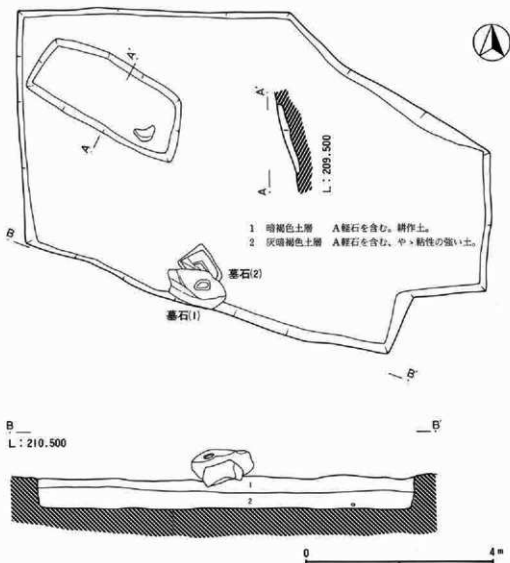 A
A'
A'
A
L：209.500
1　暗褐色土層　A軽石を含む。耕作土。
2　灰暗褐色土層　A軽石を含む、やゝ粘性の強い土。
B
墓石(2)
墓石(1)
B'
B
B'
L：210.500
1
2
0
4m